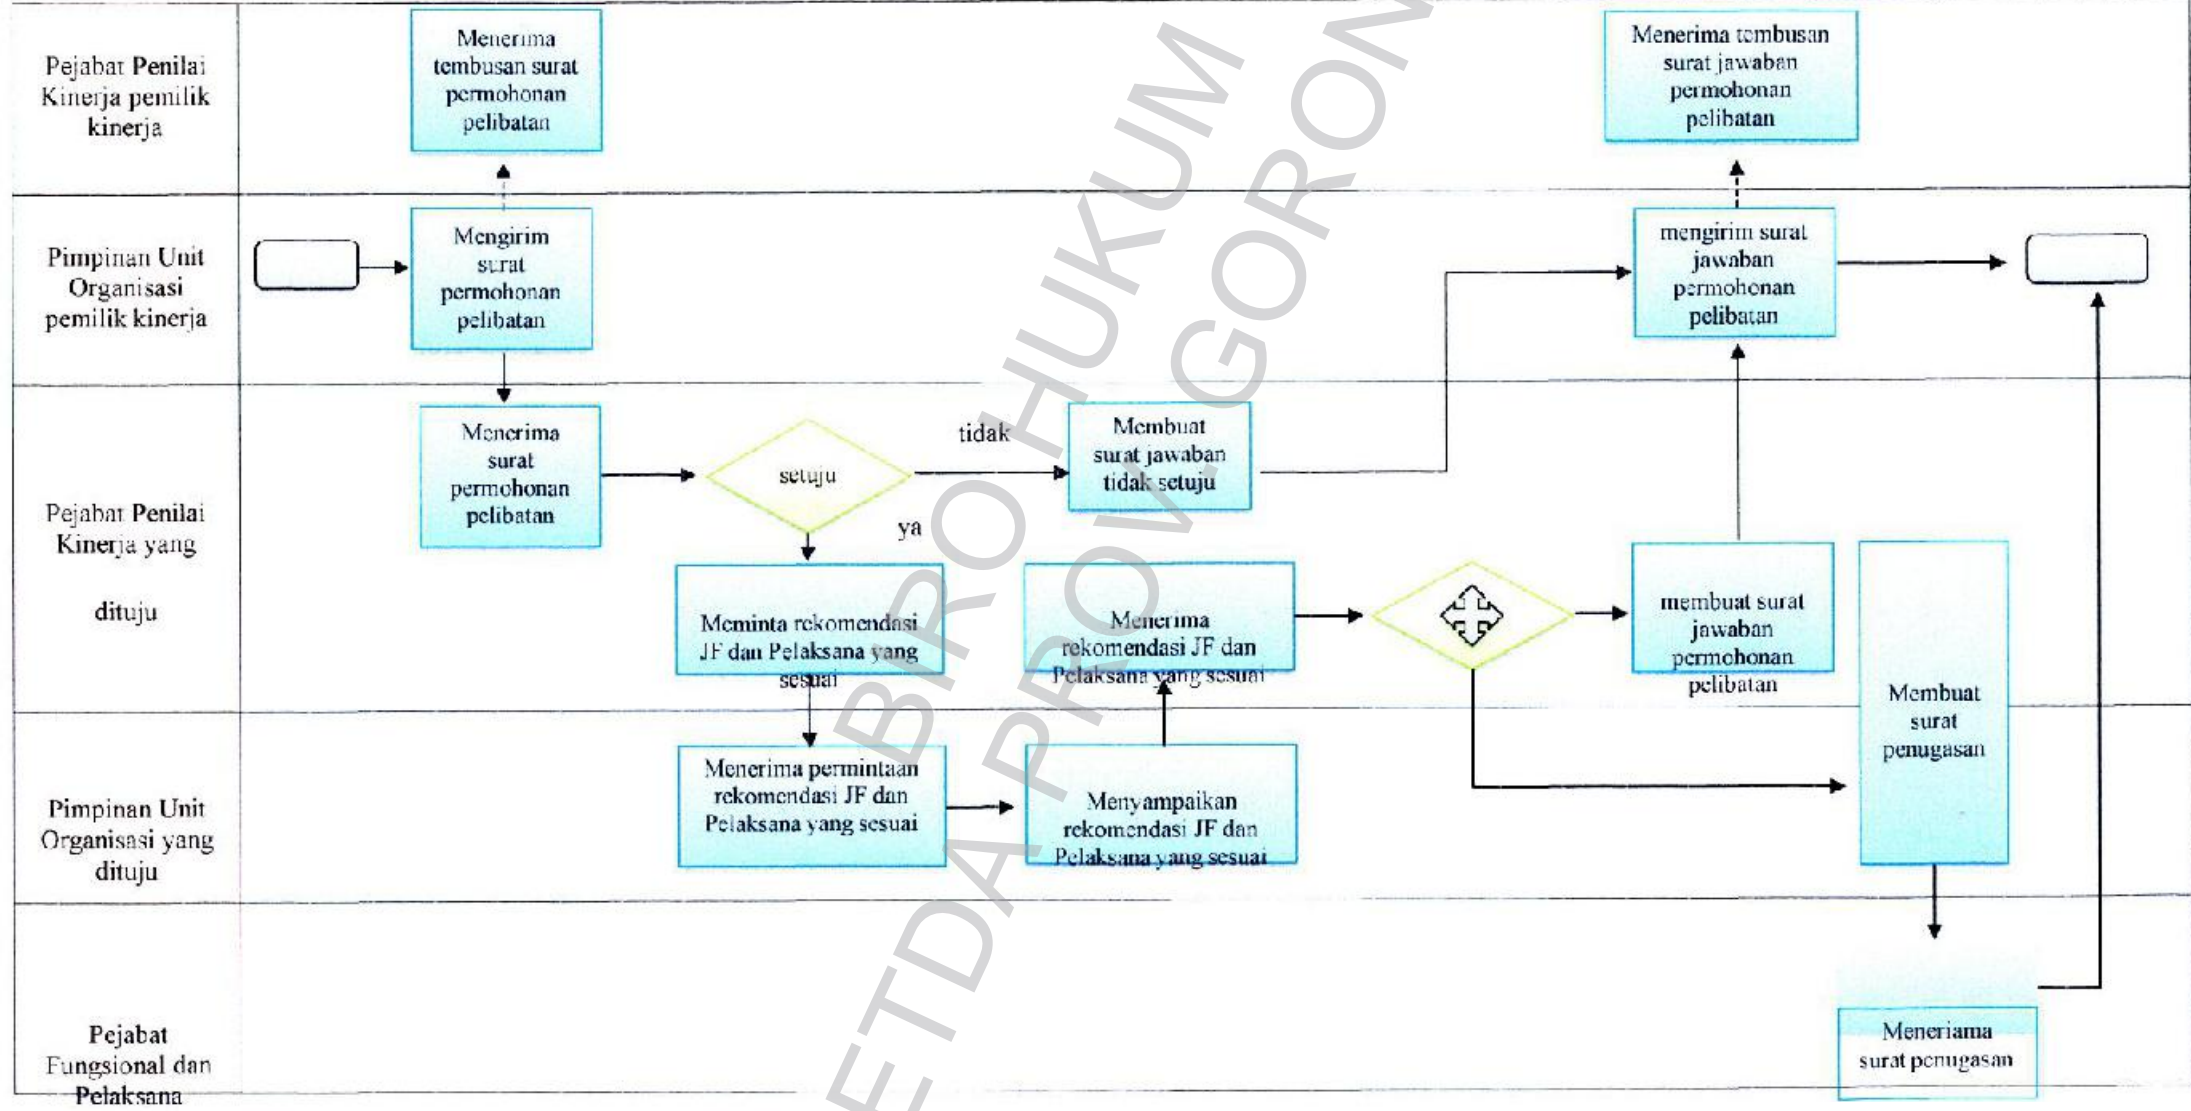 Pejabat Penilai
Kinerja pemilik
kinerja
Menerima
tembusan surat
permohonan
pelibatan
Menerima tembusan
surat jawaban
permohonan
pelibatan
Pimpinan Unit
Organisasi
pemilik kinerja
Mengirim
surat
permohonan
pelibatan
mengirim surat
jawaban
permohonan
pelibatan
Pejabat Penilai
Kinerja yang
dituju
Menerima
surat
permohonan
pelibatan
setuju
tidak
ya
Membuat
surat jawaban
tidak setuju
Meminta rekomendasi
JF dan Pelaksana yang
sesuai
Menerima
rekomendasi JF dan
Pelaksana yang sesuai
membuat surat
jawaban
permohonan
pelibatan
Membuat
surat
penugasan
Pimpinan Unit
Organisasi yang
dituju
Menerima permintaan
rekomendasi JF dan
Pelaksana yang sesuai
Menyampaikan
rekomendasi JF dan
Pelaksana yang sesuai
Pejabat
Fungsional dan
Pelaksana
Meneriama
surat penugasan
BIRO HUKUM
ETDA PROV. GORON